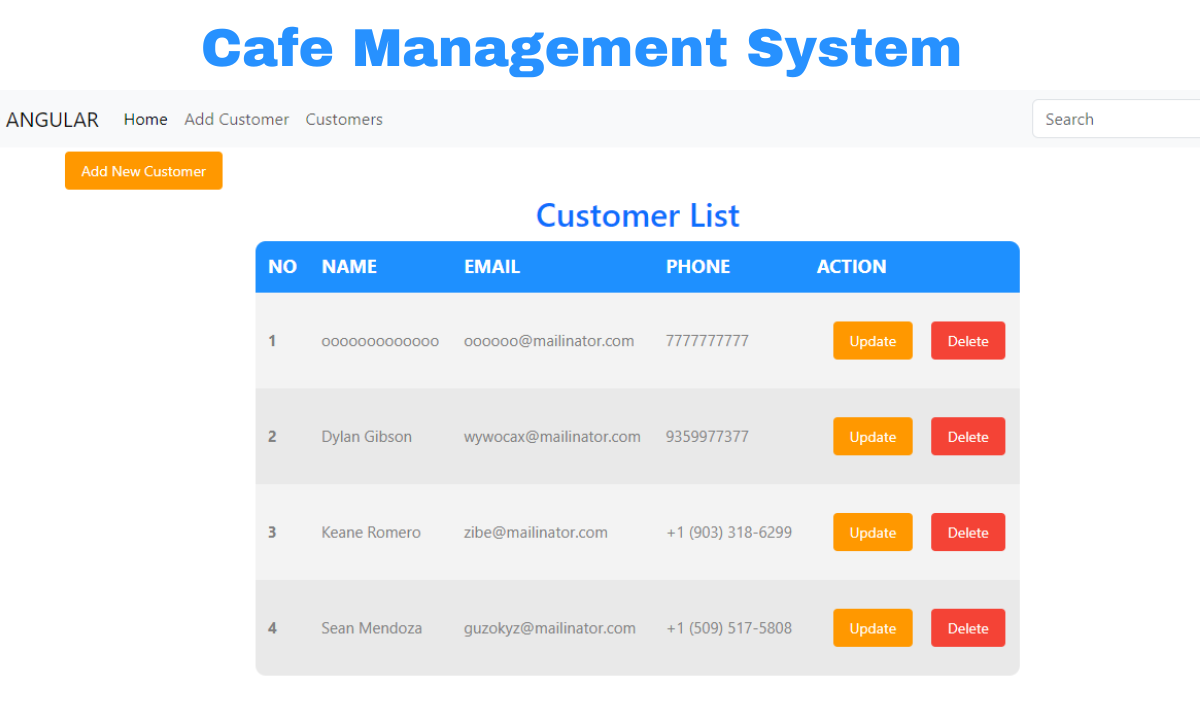 Cafe Management System
ANGULAR Home Add Customer Customers Search
Add New Customer
Customer List
NO NAME EMAIL PHONE ACTION
1 ooooooooooooo oooooo@mailinator.com 7777777777 Update Delete
2 Dylan Gibson wywocax@mailinator.com 9359977377 Update Delete
3 Keane Romero zibe@mailinator.com +1 (903) 318-6299 Update Delete
4 Sean Mendoza guzokyz@mailinator.com +1 (509) 517-5808 Update Delete